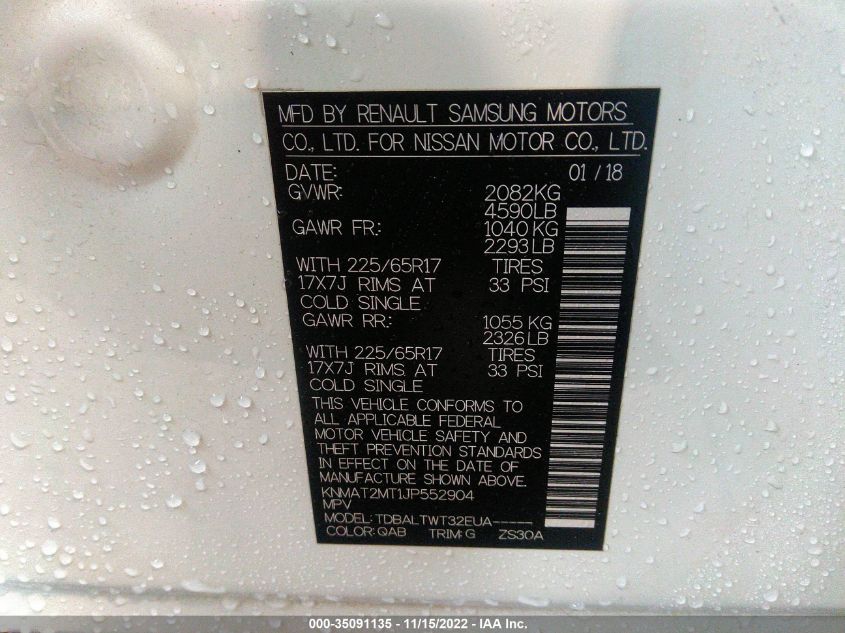 MFD BY RENAULT SAMSUNG MOTORS
CO., LTD. FOR NISSAN MOTOR CO., LTD.
DATE: 01 / 18
GVWR: 2082KG
4590LB
GAWR FR: 1040 KG
2293 LB
WITH 225/65R17 TIRES
17X7J RIMS AT 33 PSI
COLD SINGLE
GAWR RR: 1055 KG
2326 LB
WITH 225/65R17 TIRES
17X7J RIMS AT 33 PSI
COLD SINGLE
THIS VEHICLE CONFORMS TO
ALL APPLICABLE FEDERAL
MOTOR VEHICLE SAFETY AND
THEFT PREVENTION STANDARDS
IN EFFECT ON THE DATE OF
MANUFACTURE SHOWN ABOVE.
KNMAT2MT1JP552904
MPV
MODEL: TDBALTWT32EUA-----
COLOR: QAB TRIM: G ZS30A
000-35091135 - 11/15/2022 - IAA Inc.